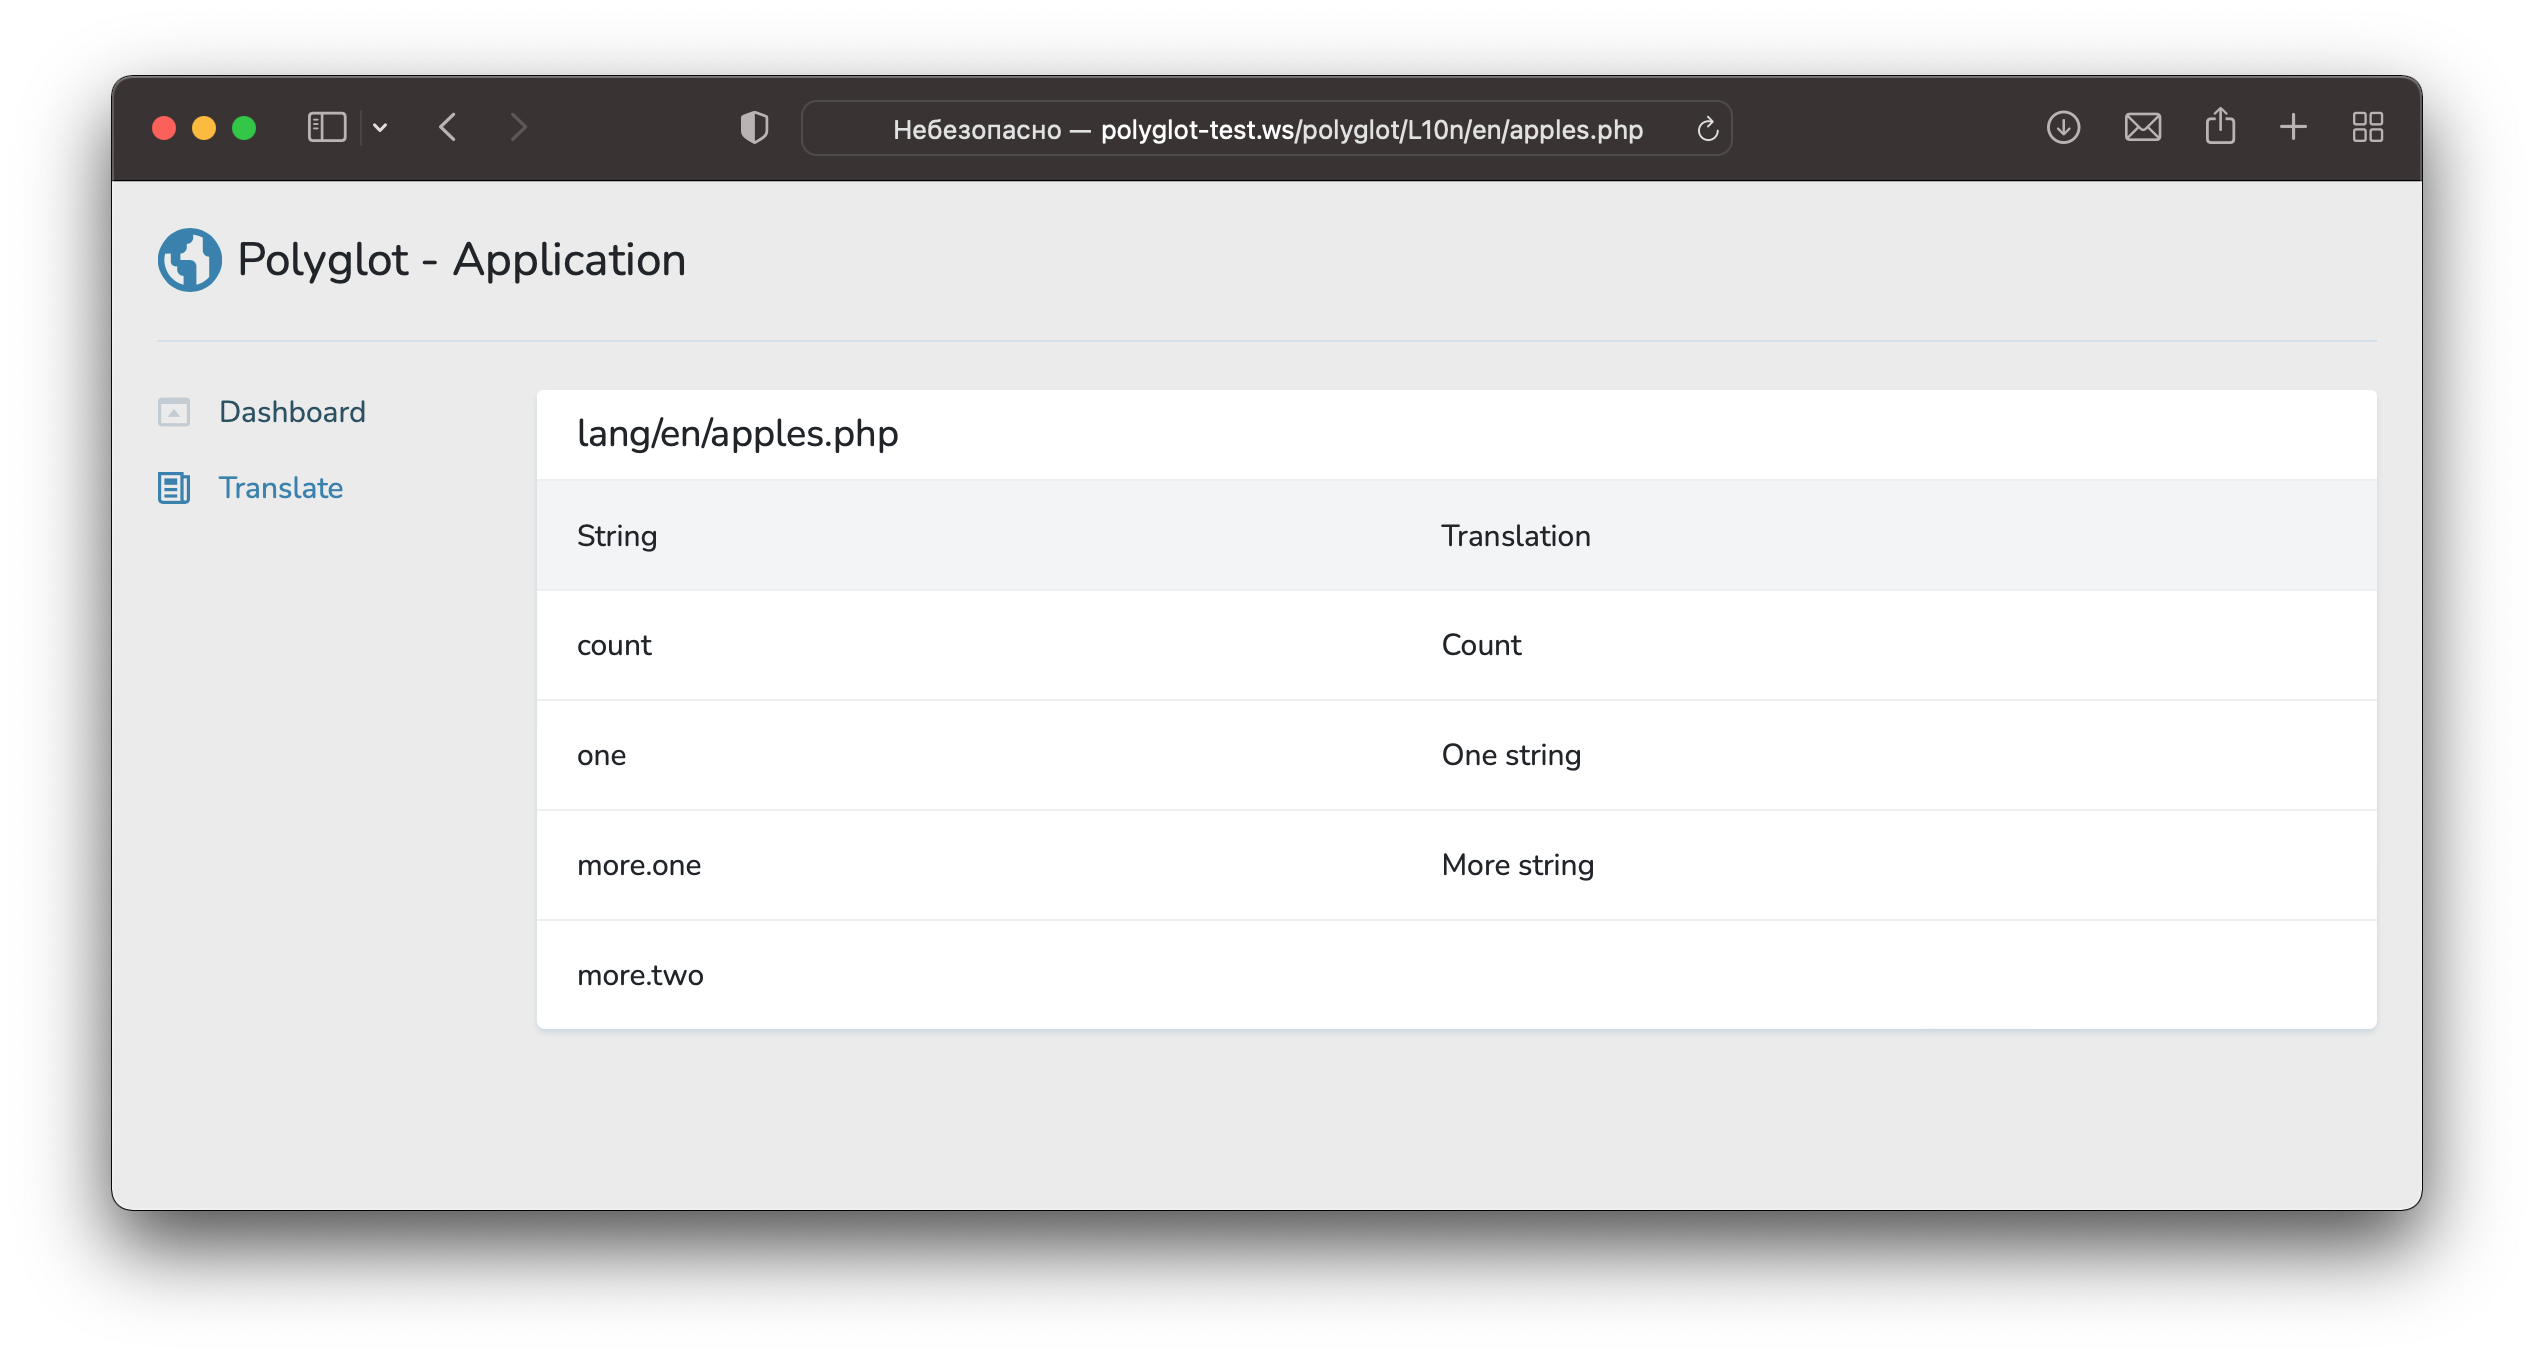 Небезопасно — polyglot-test.ws/polyglot/L10n/en/apples.php
Polyglot - Application
Dashboard
Translate
lang/en/apples.php
String Translation
count Count
one One string
more.one More string
more.two